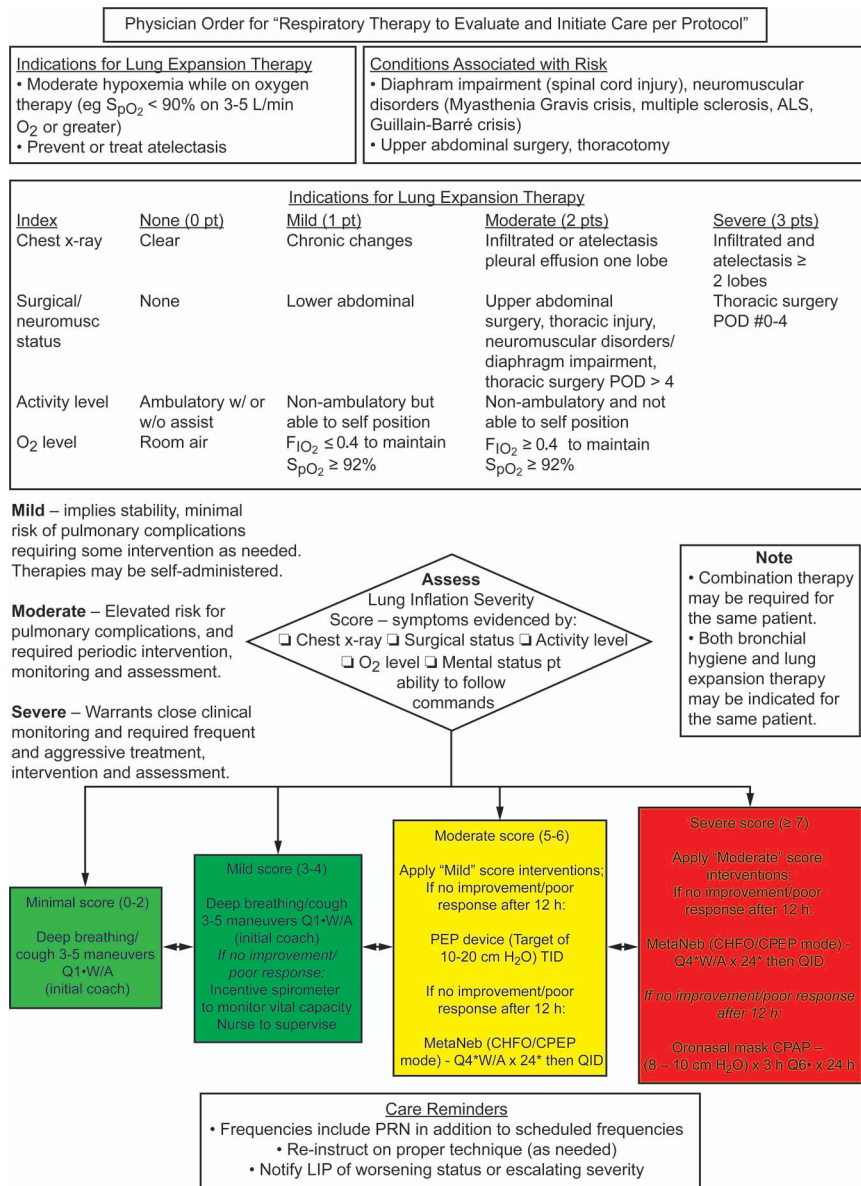 Physician Order for “Respiratory Therapy to Evaluate and Initiate Care per Protocol”
Indications for Lung Expansion Therapy
• Moderate hypoxemia while on oxygen
therapy (eg SpO2 < 90% on 3-5 L/min
O2 or greater)
• Prevent or treat atelectasis
Conditions Associated with Risk
• Diaphram impairment (spinal cord injury), neuromuscular
disorders (Myasthenia Gravis crisis, multiple sclerosis, ALS,
Guillain-Barré crisis)
• Upper abdominal surgery, thoracotomy
Indications for Lung Expansion Therapy
Index None (0 pt) Mild (1 pt) Moderate (2 pts) Severe (3 pts)
Chest x-ray Clear Chronic changes Infiltrated or atelectasis Infiltrated and
pleural effusion one lobe atelectasis ≥
2 lobes
Surgical/ None Lower abdominal Upper abdominal Thoracic surgery
neuromusc surgery, thoracic injury, POD #0-4
status neuromuscular disorders/
diaphragm impairment,
thoracic surgery POD > 4
Activity level Ambulatory w/ or Non-ambulatory but Non-ambulatory and not
w/o assist able to self position able to self position
O2 level Room air FIO2 ≤ 0.4 to maintain FIO2 ≥ 0.4 to maintain
SpO2 ≥ 92% SpO2 ≥ 92%
Mild – implies stability, minimal
risk of pulmonary complications
requiring some intervention as needed.
Therapies may be self-administered.
Moderate – Elevated risk for
pulmonary complications, and
required periodic intervention,
monitoring and assessment.
Severe – Warrants close clinical
monitoring and required frequent
and aggressive treatment,
intervention and assessment.
Assess
Lung Inflation Severity
Score – symptoms evidenced by:
❏ Chest x-ray ❏ Surgical status ❏ Activity level
❏ O2 level ❏ Mental status pt
ability to follow
commands
Note
• Combination therapy
may be required for
the same patient.
• Both bronchial
hygiene and lung
expansion therapy
may be indicated for
the same patient.
Minimal score (0-2)
Deep breathing/
cough 3-5 maneuvers
Q1•W/A
(initial coach)
Mild score (3-4)
Deep breathing/cough
3-5 maneuvers Q1•W/A
(initial coach)
If no improvement/
poor response:
Incentive spirometer
to monitor vital capacity
Nurse to supervise
Moderate score (5-6)
Apply “Mild” score interventions;
If no improvement/poor
response after 12 h:
PEP device (Target of
10-20 cm H2O) TID
If no improvement/poor
response after 12 h:
MetaNeb (CHFO/CPEP
mode) - Q4*W/A x 24* then QID
Severe score (≥ 7)
Apply “Moderate” score
interventions;
If no improvement/poor
response after 12 h:
MetaNeb (CHFO/CPEP mode) -
Q4*W/A x 24* then QID
If no improvement/poor response
after 12 h:
Oronasal mask CPAP –
(8 – 10 cm H2O) x 3 h Q6• x 24 h
Care Reminders
• Frequencies include PRN in addition to scheduled frequencies
• Re-instruct on proper technique (as needed)
• Notify LIP of worsening status or escalating severity